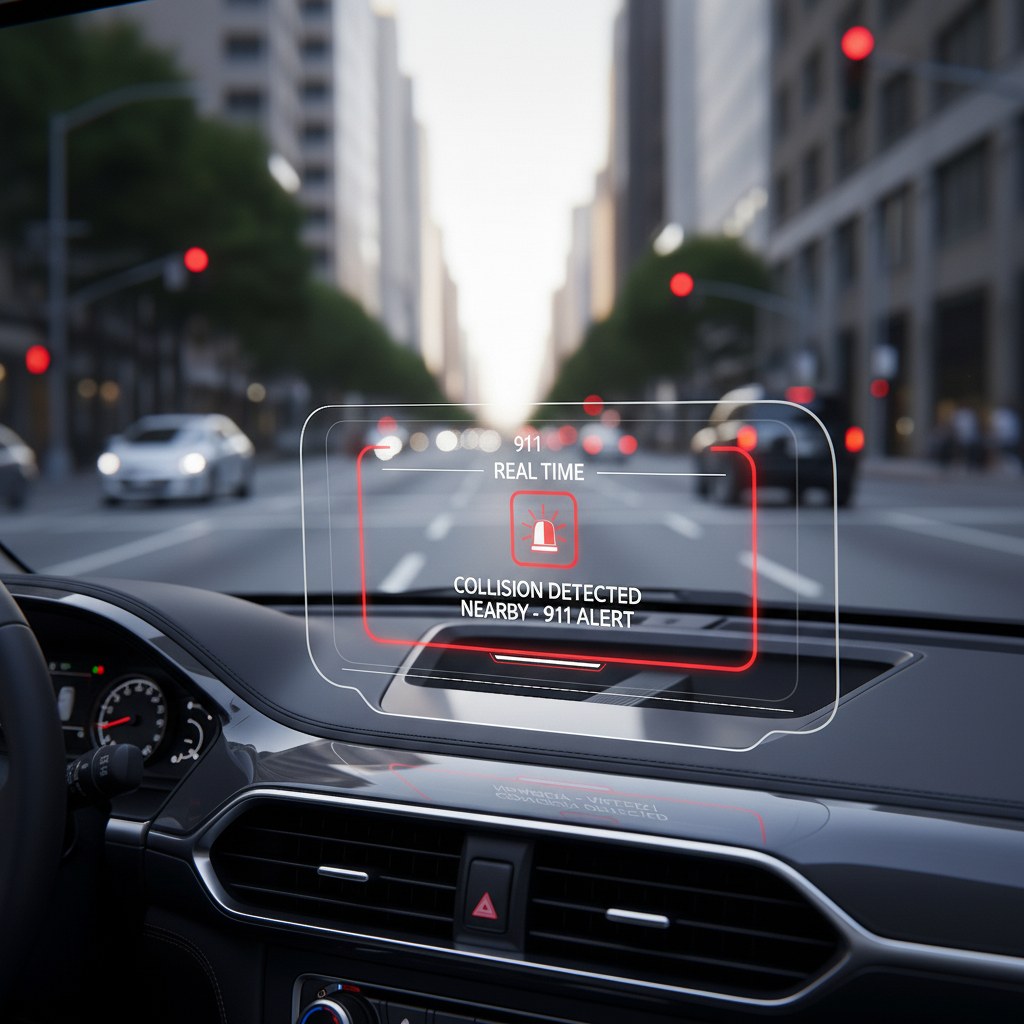 911
REAL TIME
COLLISION DETECTED
NEARBY - 911 ALERT